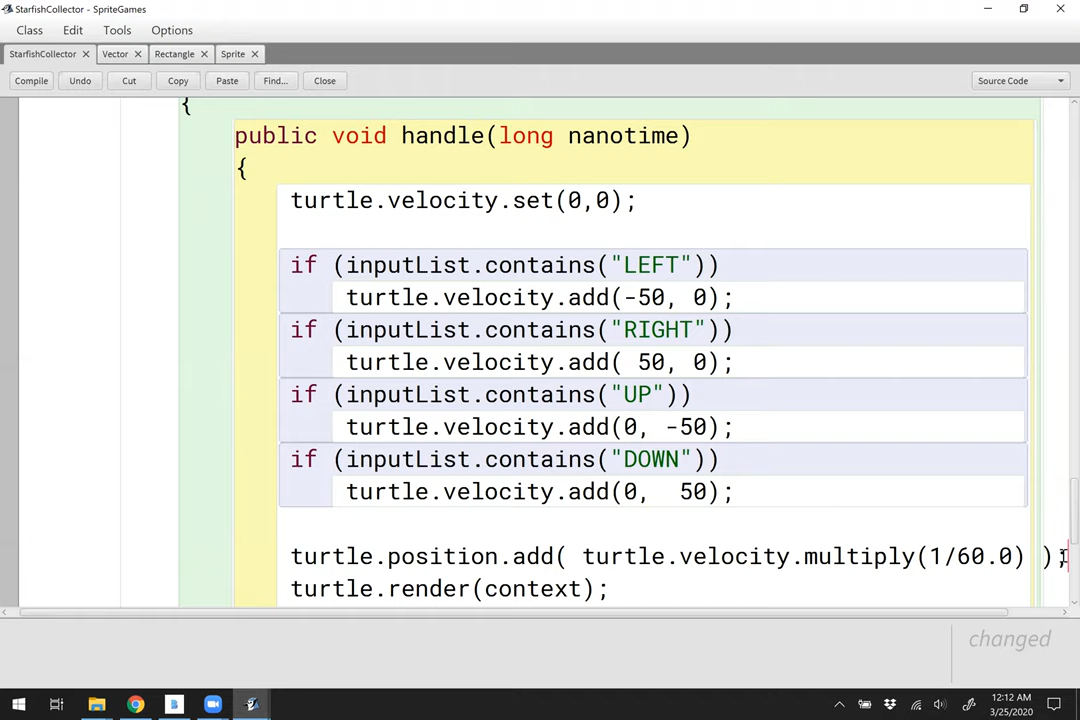 StarfishCollector - SpriteGames
Class Edit Tools Options
StarfishCollector Vector Rectangle Sprite
Compile Undo Cut Copy Paste Find... Close Source Code
{
public void handle(long nanotime)
{
turtle.velocity.set(0,0);
if (inputList.contains("LEFT"))
turtle.velocity.add(-50, 0);
if (inputList.contains("RIGHT"))
turtle.velocity.add( 50, 0);
if (inputList.contains("UP"))
turtle.velocity.add(0, -50);
if (inputList.contains("DOWN"))
turtle.velocity.add(0,  50);
turtle.position.add( turtle.velocity.multiply(1/60.0) );
turtle.render(context);
changed
12:12 AM
3/25/2020